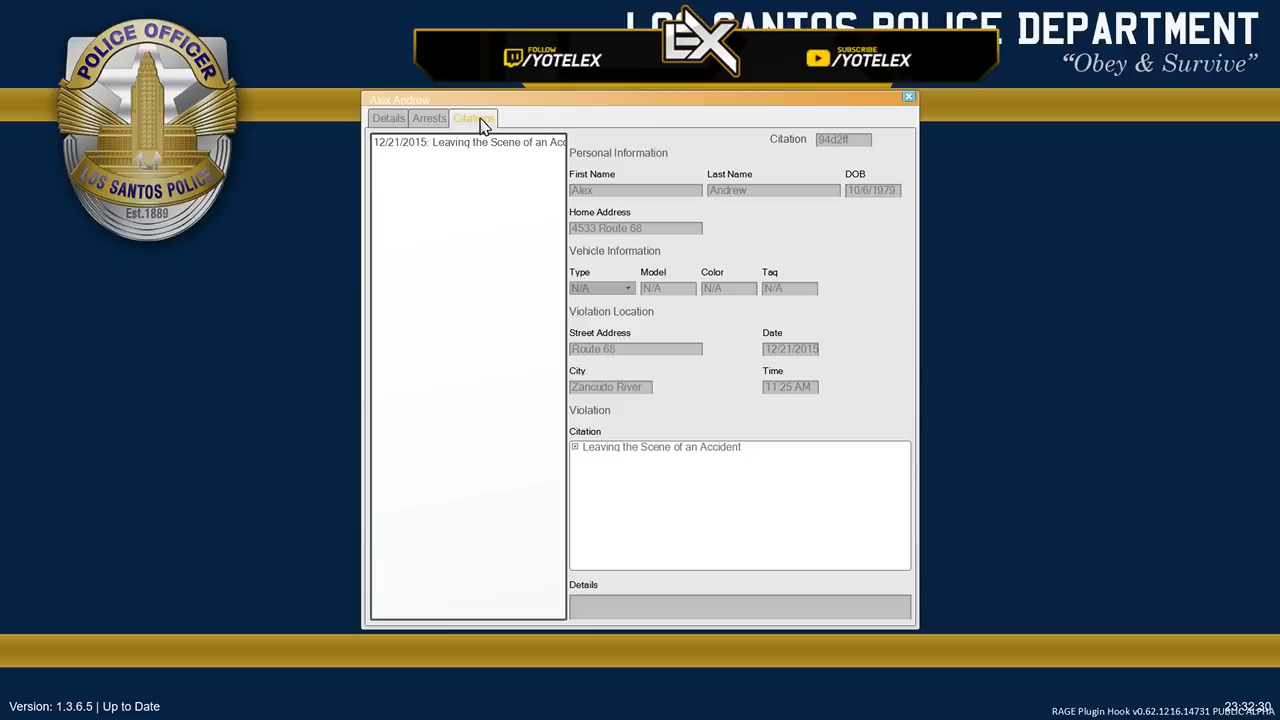 LOS SANTOS POLICE DEPARTMENT
"Obey & Survive"
POLICE OFFICER
LOS SANTOS POLICE
Est.1889
FOLLOW
/YOTELEX
EX
SUBSCRIBE
/YOTELEX
Alex Andrew
Details Arrests Citations
12/21/2015: Leaving the Scene of an Acc
Citation 94d2ff
Personal Information
First Name Last Name DOB
Alex Andrew 10/6/1979
Home Address
4533 Route 68
Vehicle Information
Type Model Color Tag
N/A N/A N/A N/A
Violation Location
Street Address Date
Route 68 12/21/2015
City Time
Zancudo River 11:25 AM
Violation
Citation
Leaving the Scene of an Accident
Details
Version: 1.3.6.5 | Up to Date
23:32:30
RAGE Plugin Hook v0.62.1216.14731 PUBLIC ALPHA